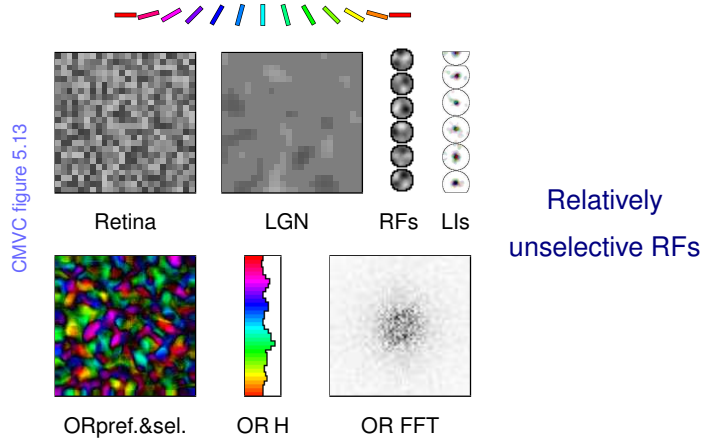 CMVC figure 5.13
Retina
LGN
RFs
LIs
Relatively
unselective RFs
ORpref.&sel.
OR H
OR FFT